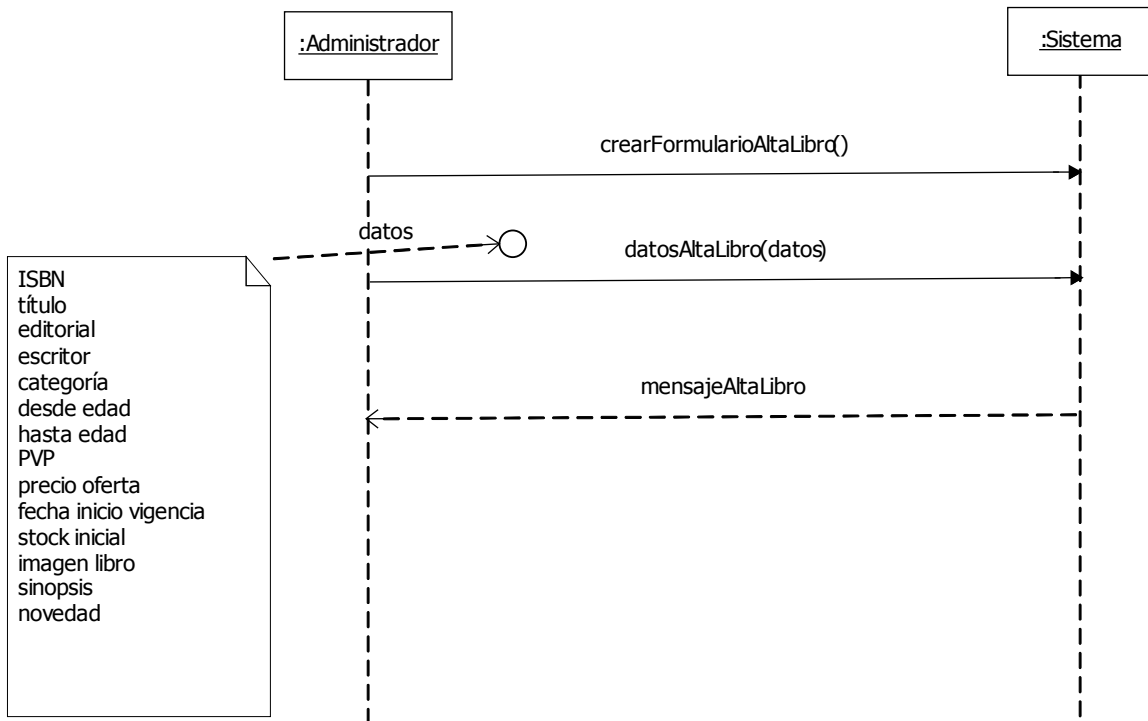 :Administrador
:Sistema
crearFormularioAltaLibro()
datos
datosAltaLibro(datos)
ISBN
título
editorial
escritor
categoría
desde edad
hasta edad
PVP
precio oferta
fecha inicio vigencia
stock inicial
imagen libro
sinopsis
novedad
mensajeAltaLibro